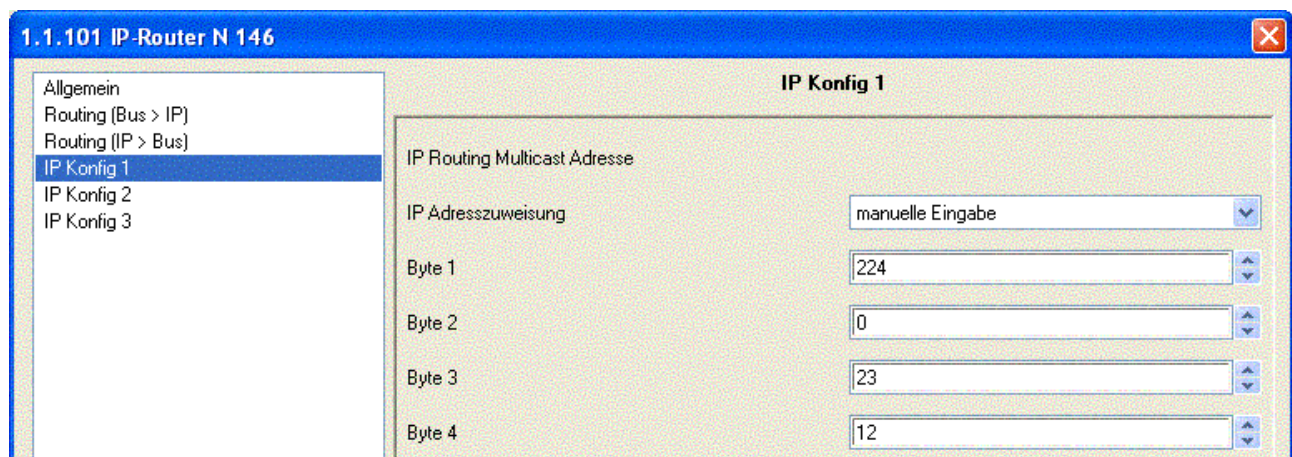 1.1.101 IP-Router N 146
Allgemein
Routing (Bus > IP)
Routing (IP > Bus)
IP Konfig 1
IP Konfig 2
IP Konfig 3
IP Konfig 1
IP Routing Multicast Adresse
IP Adresszuweisung manuelle Eingabe
Byte 1 224
Byte 2 0
Byte 3 23
Byte 4 12